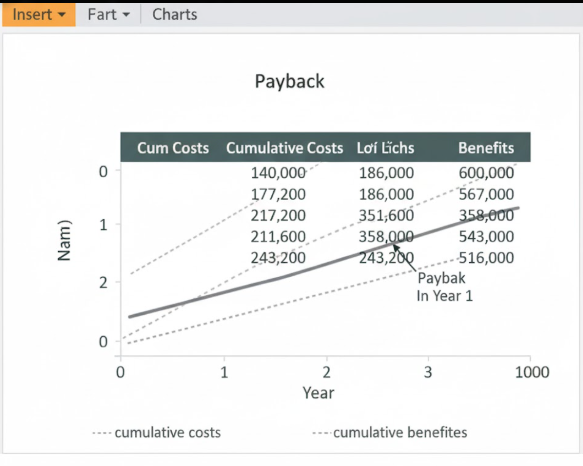 Insert Fart Charts
Payback
Cum Costs Cumulative Costs Lợí Lĩchs Benefits
0 140,000 186,000 600,000
177,200 186,000 567,000
1 217,200 351,600 358,000
211,600 358,000 543,000
243,200 243,200 516,000
Nam)
2
Paybak
In Year 1
0
0 1 2 3 1000
Year
cumulative costs cumulative benefites